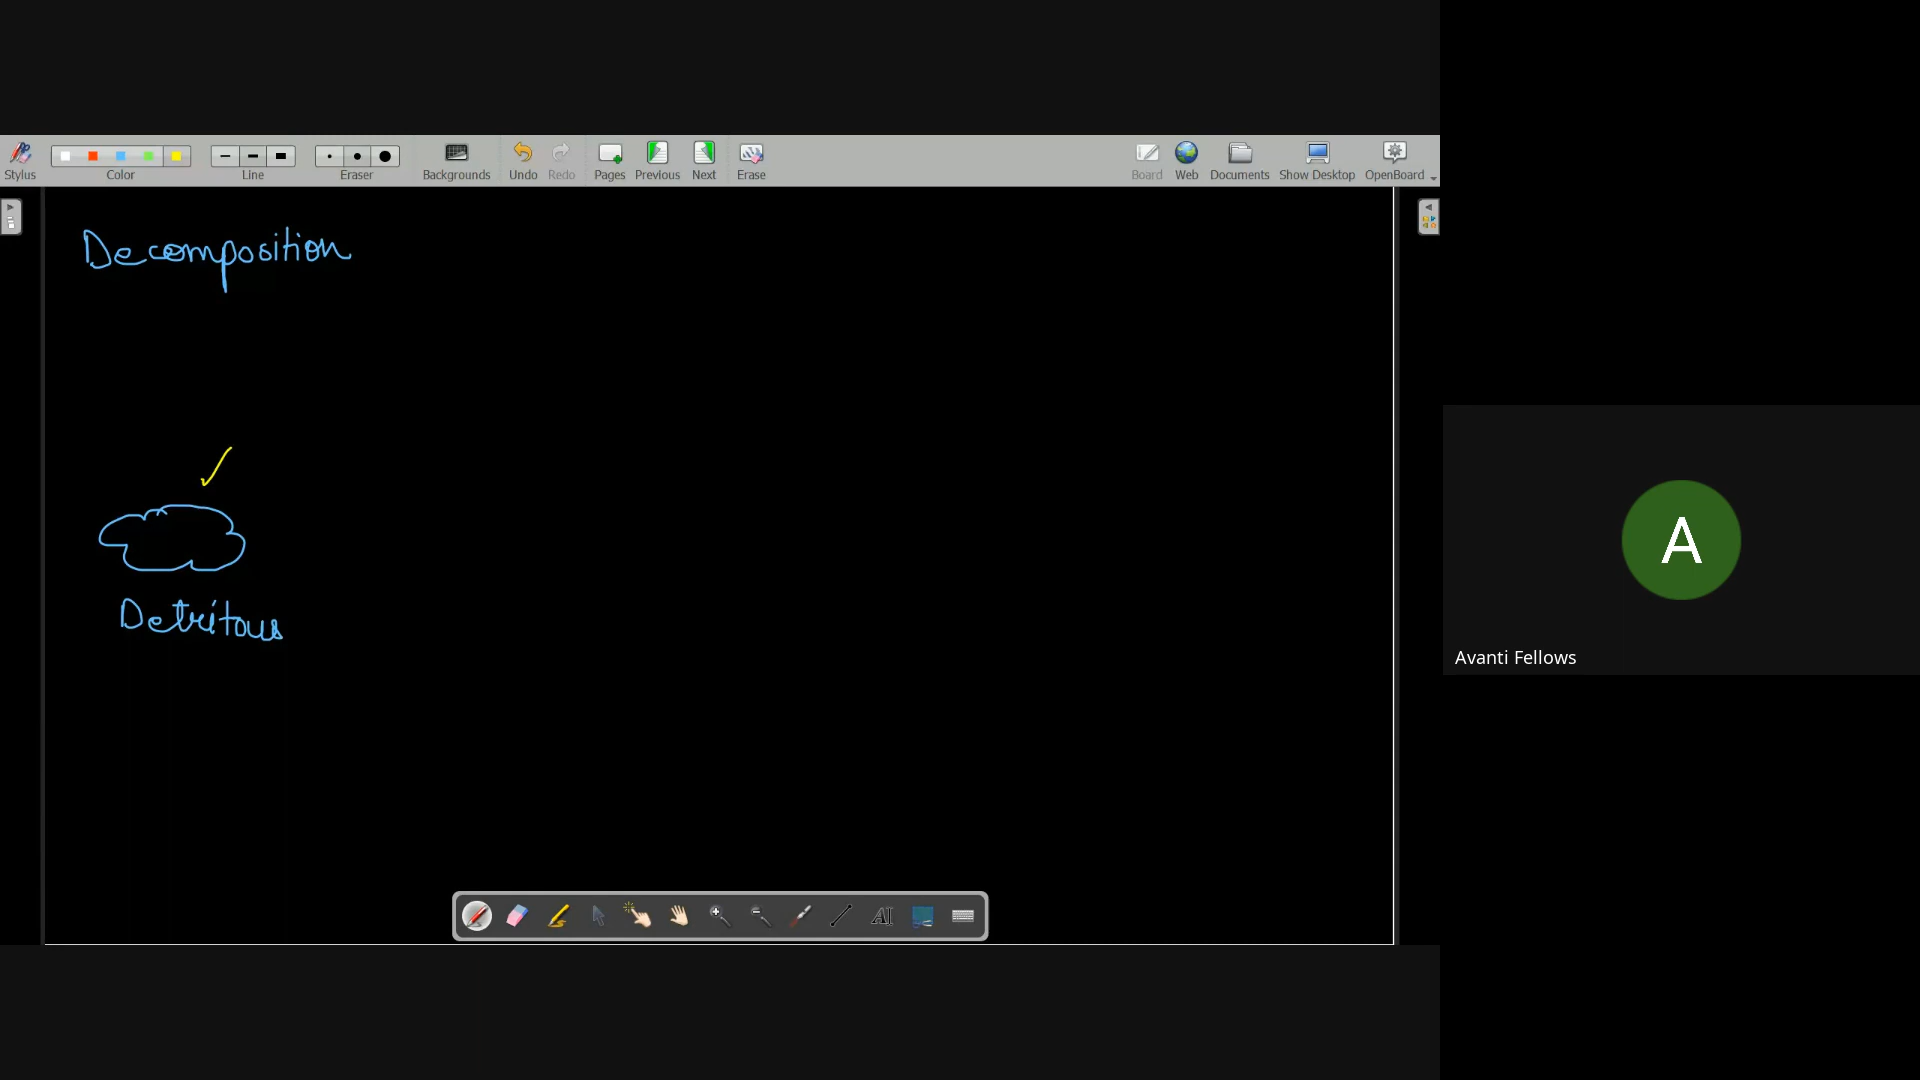 Stylus Color Line Eraser Backgrounds Undo Redo Pages Previous Next Erase Board Web Documents Show Desktop OpenBoard
Decomposition
Detritous
A
Avanti Fellows